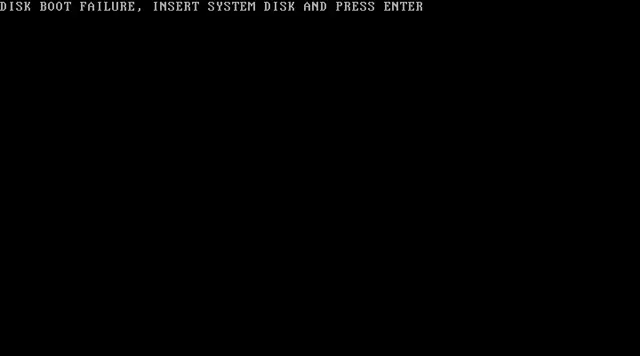 DISK BOOT FAILURE, INSERT SYSTEM DISK AND PRESS ENTER